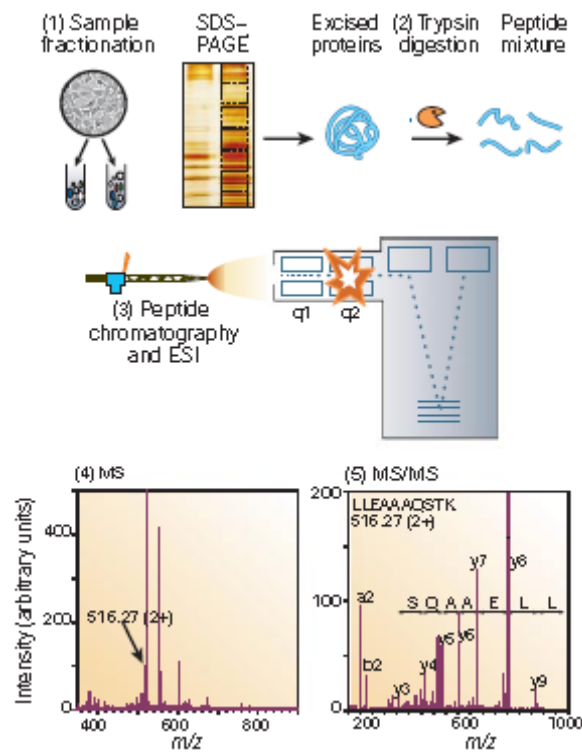 (1) Sample fractionation
SDS–PAGE
Excised proteins
(2) Trypsin digestion
Peptide mixture
(3) Peptide chromatography and ESI
q1
q2
(4) MS
Intensity (arbitrary units)
400
200
0
516.27 (2+)
400
600
800
m/z
(5) MS/MS
200
100
0
LLEAAAQSTK
516.27 (2+)
a2
b2
y3
y4
y5
y6
y7
y8
y9
S Q A A E L L
200
600
1000
m/z